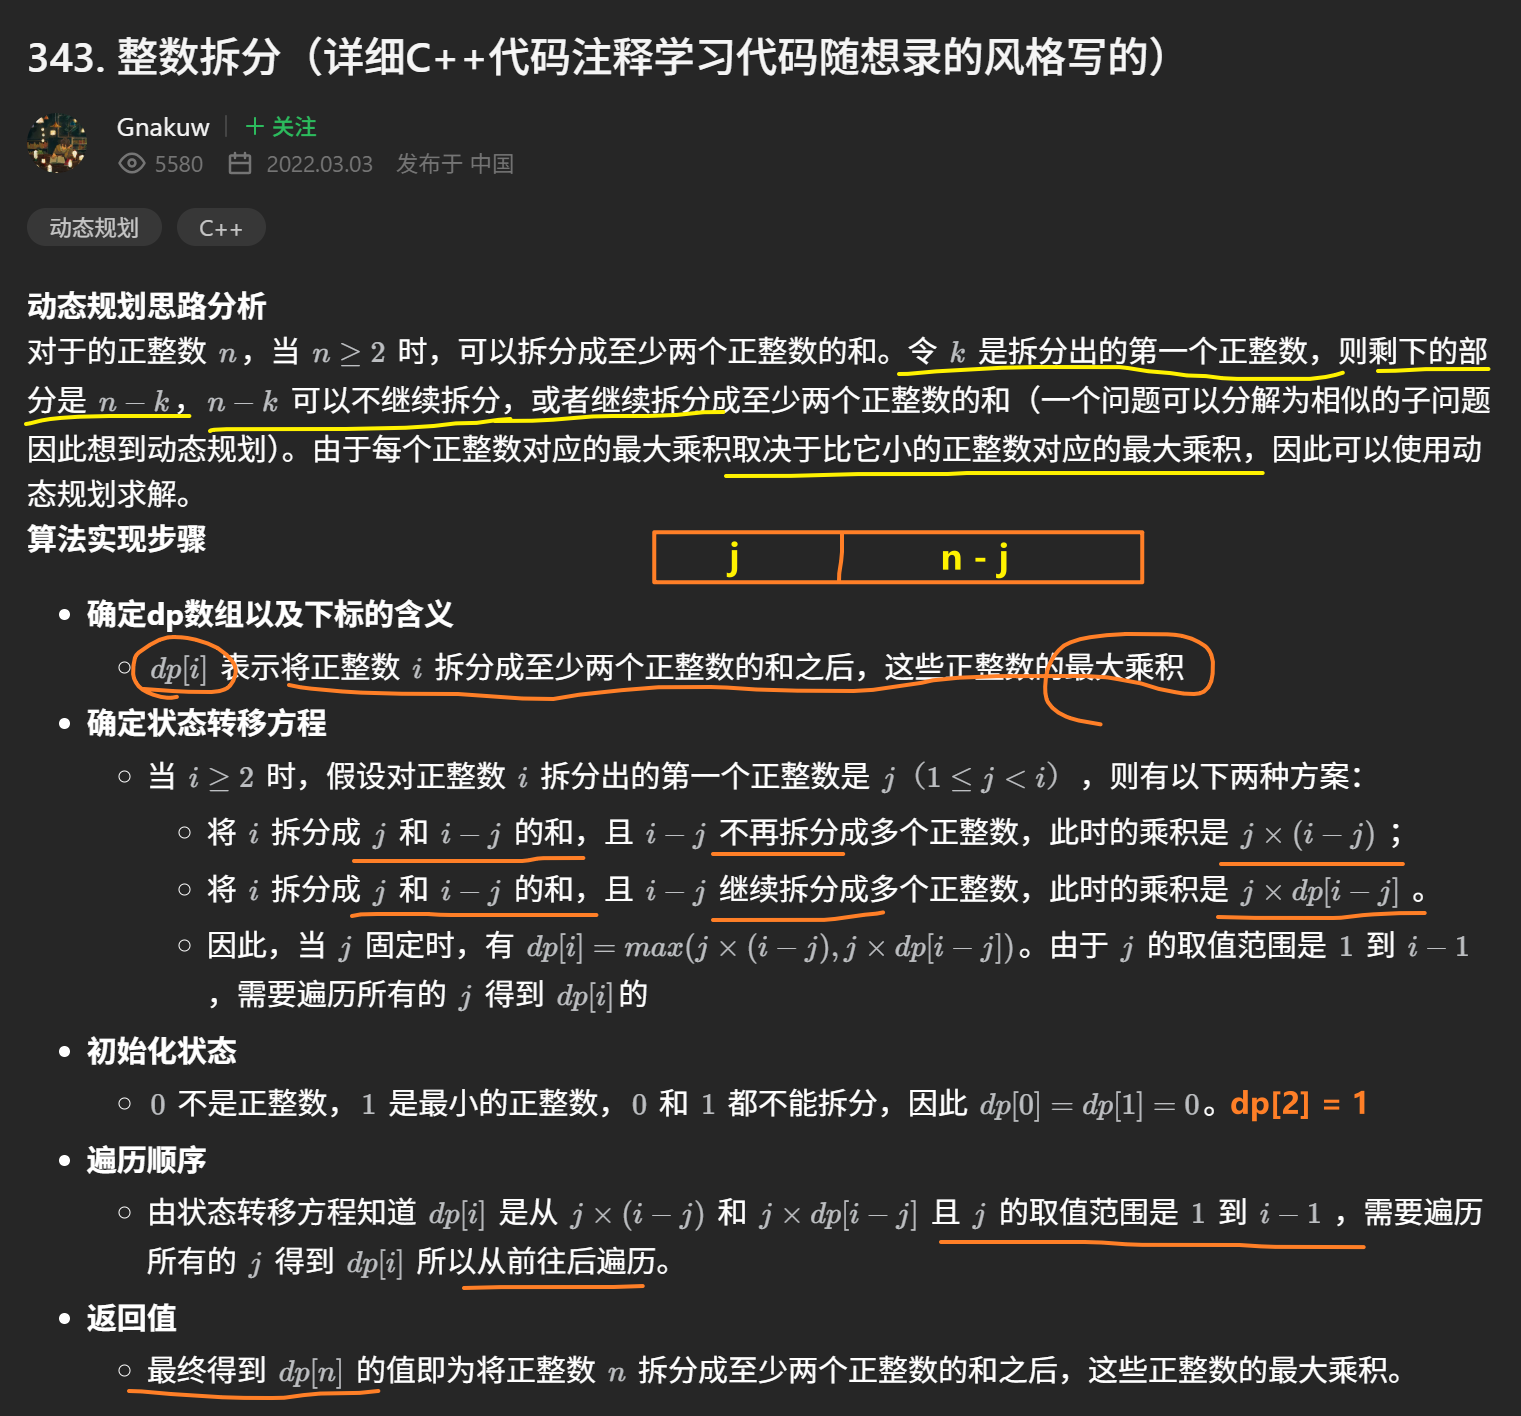 343. 整数拆分（详细C++代码注释学习代码随想录的风格写的）
Gnakuw
+ 关注
5580 2022.03.03 发布于 中国
动态规划 C++
动态规划思路分析
对于的正整数 n，当 n ≥ 2 时，可以拆分成至少两个正整数的和。令 k 是拆分出的第一个正整数，则剩下的部
分是 n − k，n − k 可以不继续拆分，或者继续拆分成至少两个正整数的和（一个问题可以分解为相似的子问题
因此想到动态规划）。由于每个正整数对应的最大乘积取决于比它小的正整数对应的最大乘积，因此可以使用动
态规划求解。
算法实现步骤
j n - j
确定dp数组以及下标的含义
dp[i] 表示将正整数 i 拆分成至少两个正整数的和之后，这些正整数的最大乘积
确定状态转移方程
当 i ≥ 2 时，假设对正整数 i 拆分出的第一个正整数是 j（1 ≤ j < i），则有以下两种方案：
将 i 拆分成 j 和 i − j 的和，且 i − j 不再拆分成多个正整数，此时的乘积是 j × (i − j)；
将 i 拆分成 j 和 i − j 的和，且 i − j 继续拆分成多个正整数，此时的乘积是 j × dp[i − j] 。
因此，当 j 固定时，有 dp[i] = max(j × (i − j), j × dp[i − j])。由于 j 的取值范围是 1 到 i − 1
，需要遍历所有的 j 得到 dp[i]的
初始化状态
0 不是正整数，1 是最小的正整数，0 和 1 都不能拆分，因此 dp[0] = dp[1] = 0。dp[2] = 1
遍历顺序
由状态转移方程知道 dp[i] 是从 j × (i − j) 和 j × dp[i − j] 且 j 的取值范围是 1 到 i − 1 ，需要遍历
所有的 j 得到 dp[i] 所以从前往后遍历。
返回值
最终得到 dp[n] 的值即为将正整数 n 拆分成至少两个正整数的和之后，这些正整数的最大乘积。